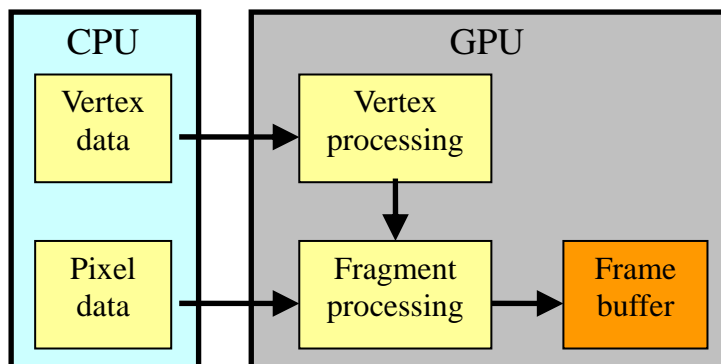 CPU
GPU
Vertex
data
Vertex
processing
Pixel
data
Fragment
processing
Frame
buffer